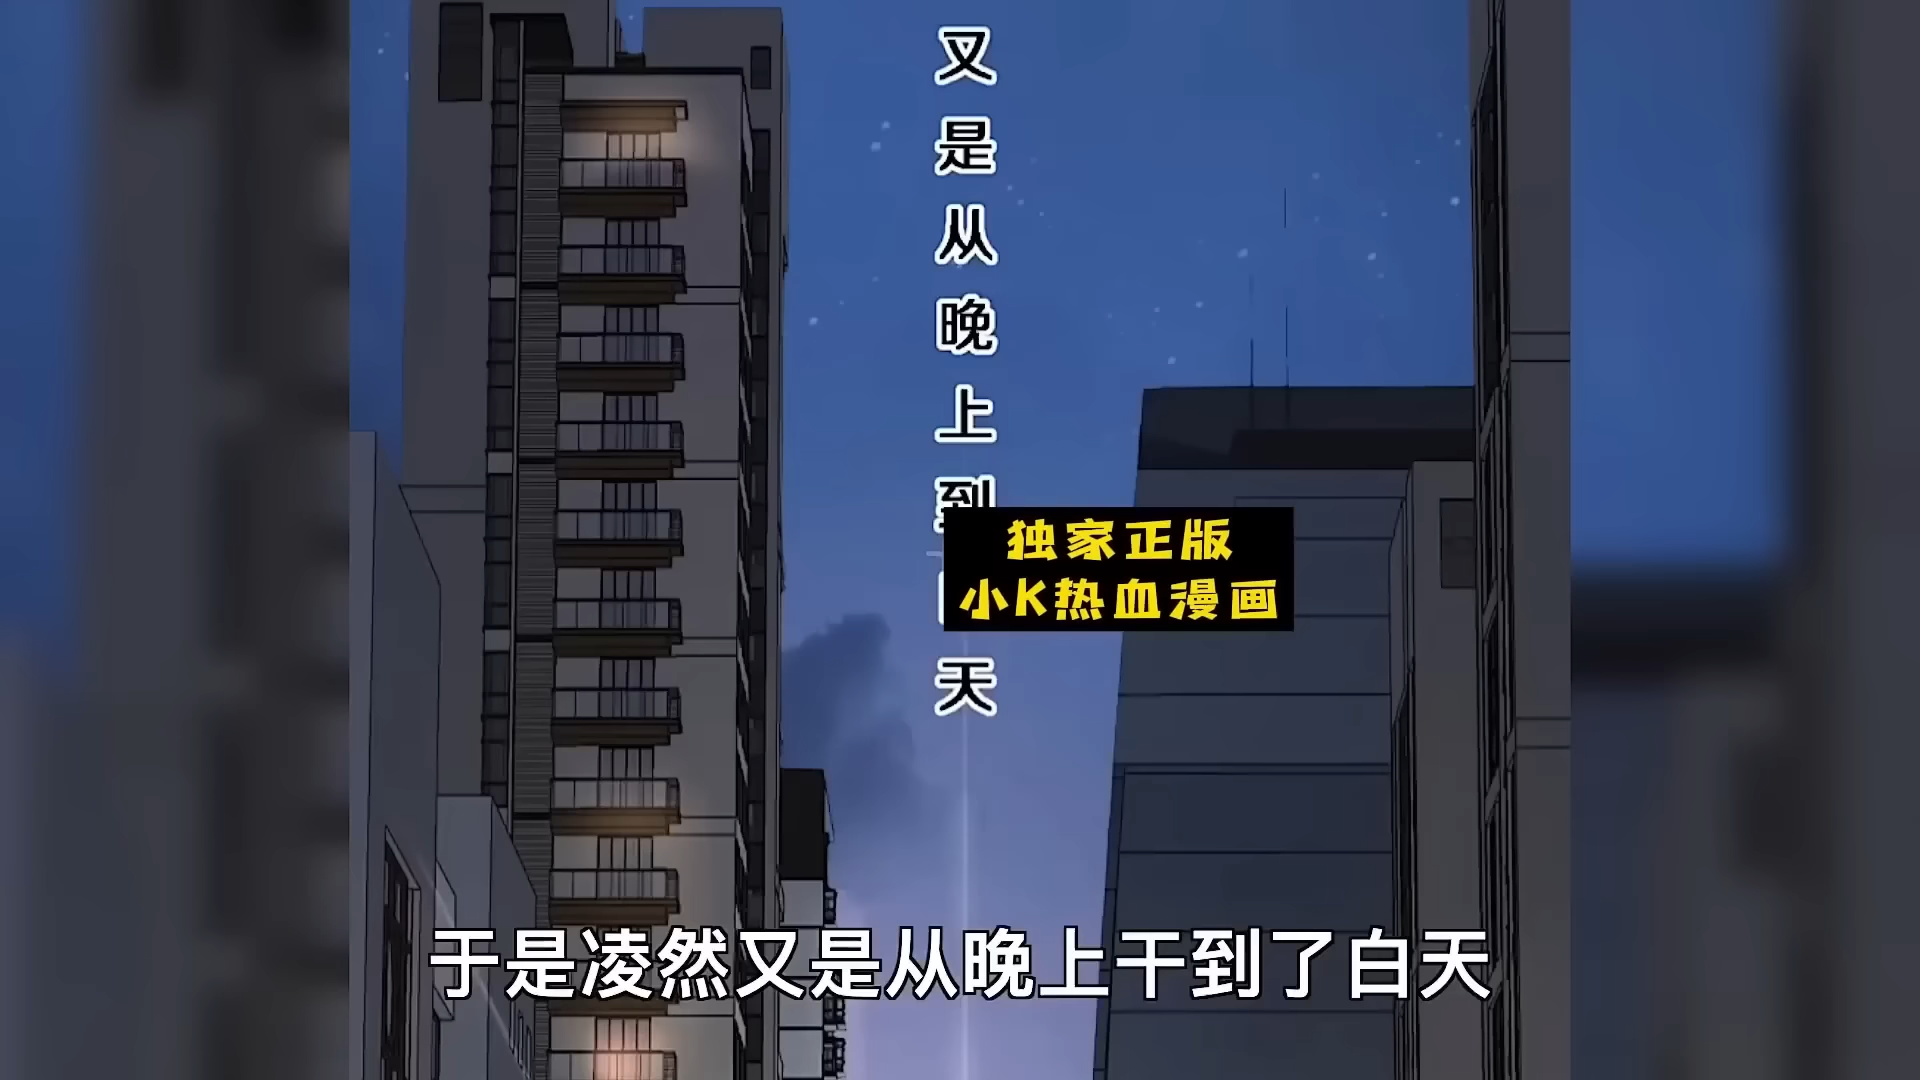 又是从晚上到白天
独家正版
小K热血漫画
于是凌然又是从晚上干到了白天